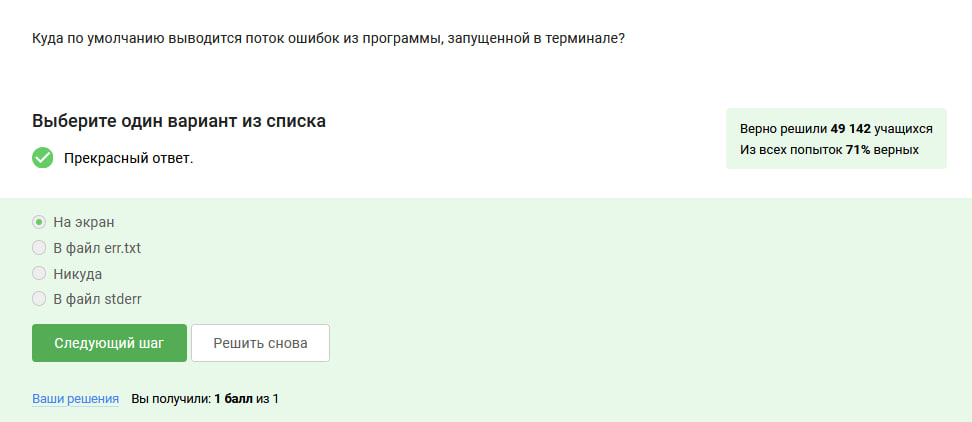 Куда по умолчанию выводится поток ошибок из программы, запущенной в терминале?
Выберите один вариант из списка
Прекрасный ответ.
Верно решили 49 142 учащихся
Из всех попыток 71% верных
На экран
В файл err.txt
Никуда
В файл stderr
Следующий шаг
Решить снова
Ваши решения Вы получили: 1 балл из 1